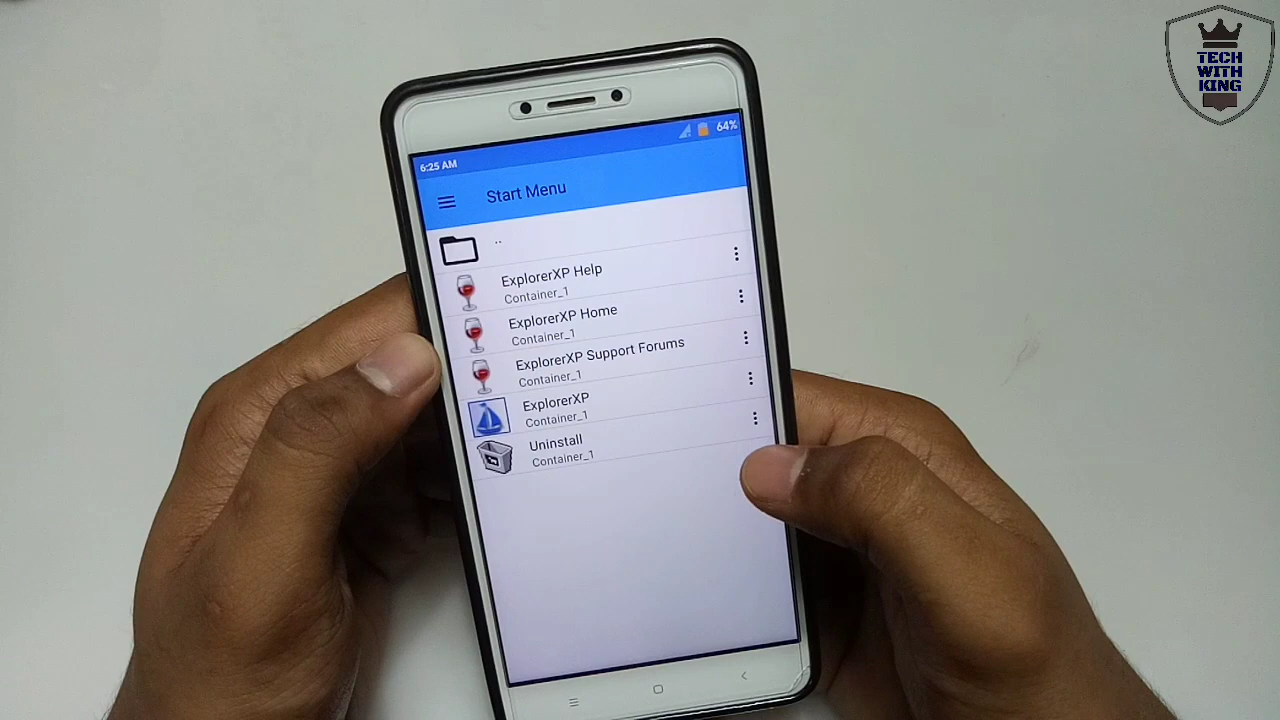 TECH
WITH
KING
6:25 AM
64%
Start Menu
..
ExplorerXP Help
Container_1
ExplorerXP Home
Container_1
ExplorerXP Support Forums
Container_1
ExplorerXP
Container_1
Uninstall
Container_1